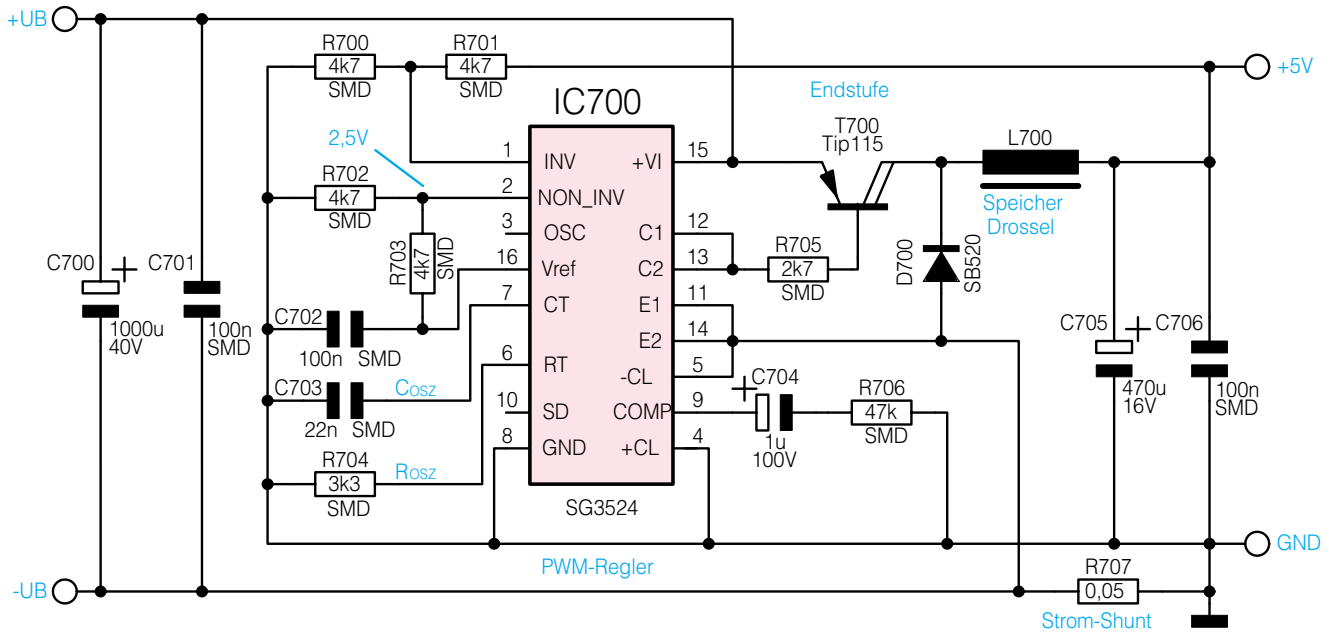 +UB
R700
4k7
SMD
R701
4k7
SMD
+5V
IC700
Endstufe
T700
Tip115
L700
2,5V
1
INV
+VI
15
R702
4k7
SMD
2
NON_INV
Speicher
Drossel
3
OSC
C1
12
R703
4k7
SMD
16
Vref
C2
13
R705
2k7
SMD
D700
SB520
C700
+
1000u
40V
C701
100n
SMD
7
CT
E1
11
C702
100n
SMD
E2
14
6
RT
-CL
5
C705
+
470u
16V
C706
100n
SMD
C703
22n
SMD
Cosz
10
SD
COMP
9
+
C704
1u
100V
R706
47k
SMD
8
GND
+CL
4
R704
3k3
SMD
Rosz
SG3524
PWM-Regler
GND
-UB
R707
0,05
Strom-Shunt